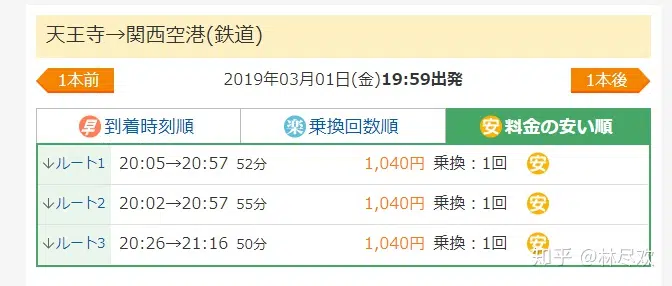 天王寺→関西空港(鉄道)
1本前 2019年03月01日(金)19:59出発 1本後
早 到着時刻順 楽 乗換回数順 安 料金の安い順
↓ルート1 20:05→20:57 52分 1,040円 乗換：1回 安
↓ルート2 20:02→20:57 55分 1,040円 乗換：1回 安
↓ルート3 20:26→21:16 50分 1,040円 乗換：1回 安
知乎 @林尽欢